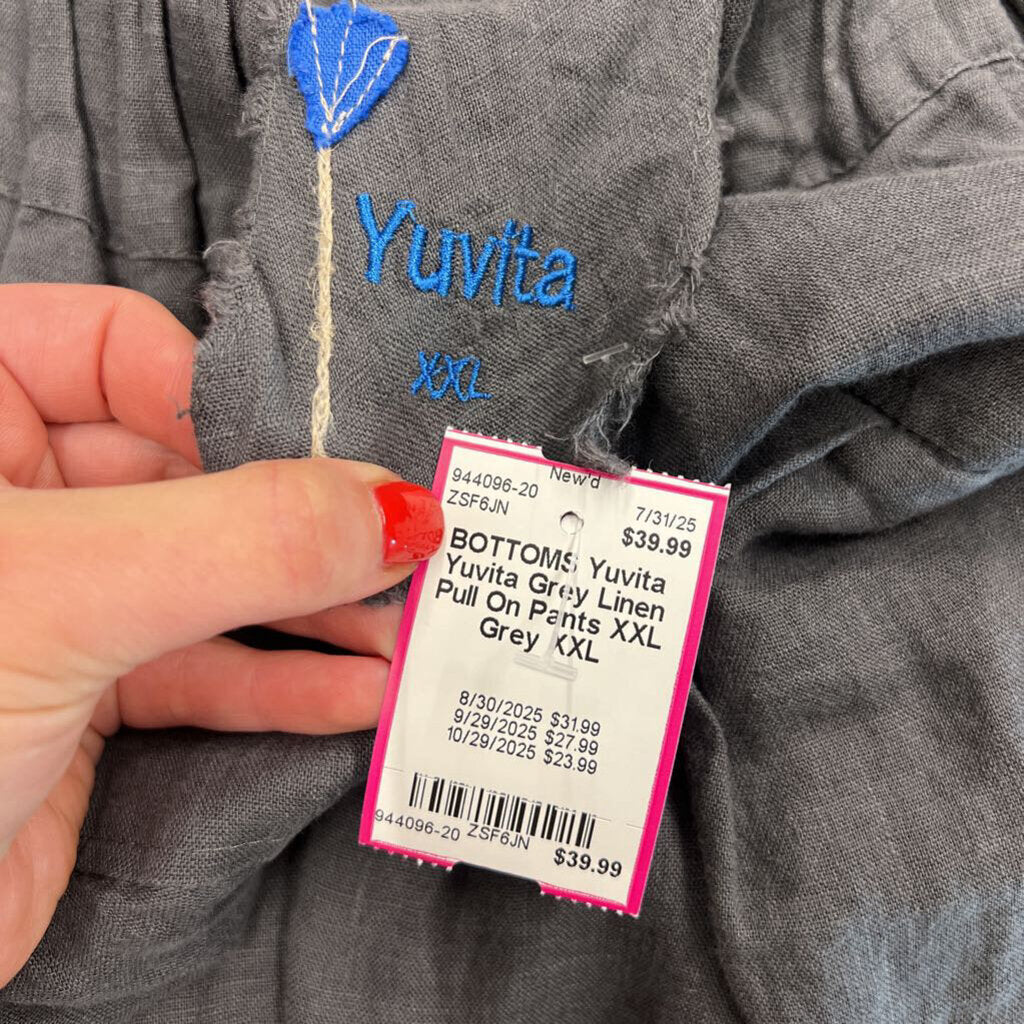 Yuvita
XXL
944096-20
New'd
ZSF6JN
7/31/25
$39.99
BOTTOMS Yuvita
Yuvita Grey Linen
Pull On Pants XXL
Grey XXL
8/30/2025 $31.99
9/29/2025 $27.99
10/29/2025 $23.99
944096-20 ZSF6JN
$39.99